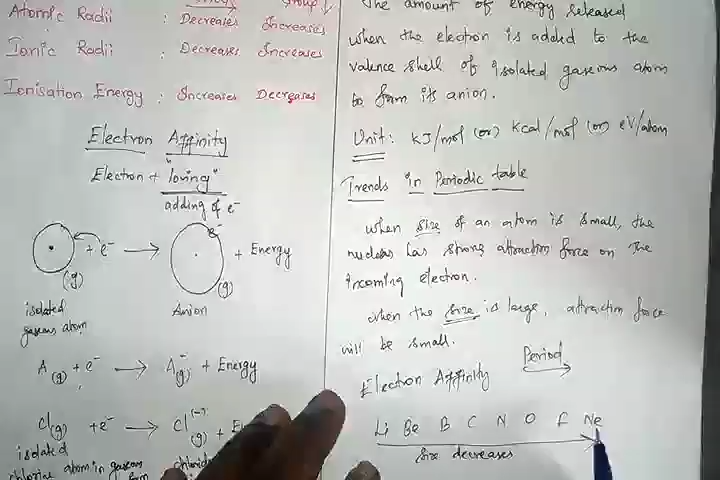 Group ↓
Atomic Radii : Decreases Increases
Ionic Radii : Decreases Increases
Ionisation Energy : Increases Decreases
Electron Affinity
Electron + "loving"
adding of e⁻
+ e⁻ → e⁻ + Energy
(g) (g)
isolated gaseous atom
Anion
A(g) + e⁻ → A⁻(g) + Energy
Cl(g) + e⁻ → Cl(-)(g) +
isolated
chlorine atom in gaseous
The amount of energy released
when the electron is added to the
valence shell of isolated gaseous atom
to form its anion.
Unit: KJ/mol (or) Kcal/mol (or) eV/atom
Trends in Periodic table
when size of an atom is small, the
nucleus has strong attraction force on the
incoming electron.
when the size is large, attraction force
will be small.
Period
Electron Affinity
Li Be B C N O F Ne
Size decreases